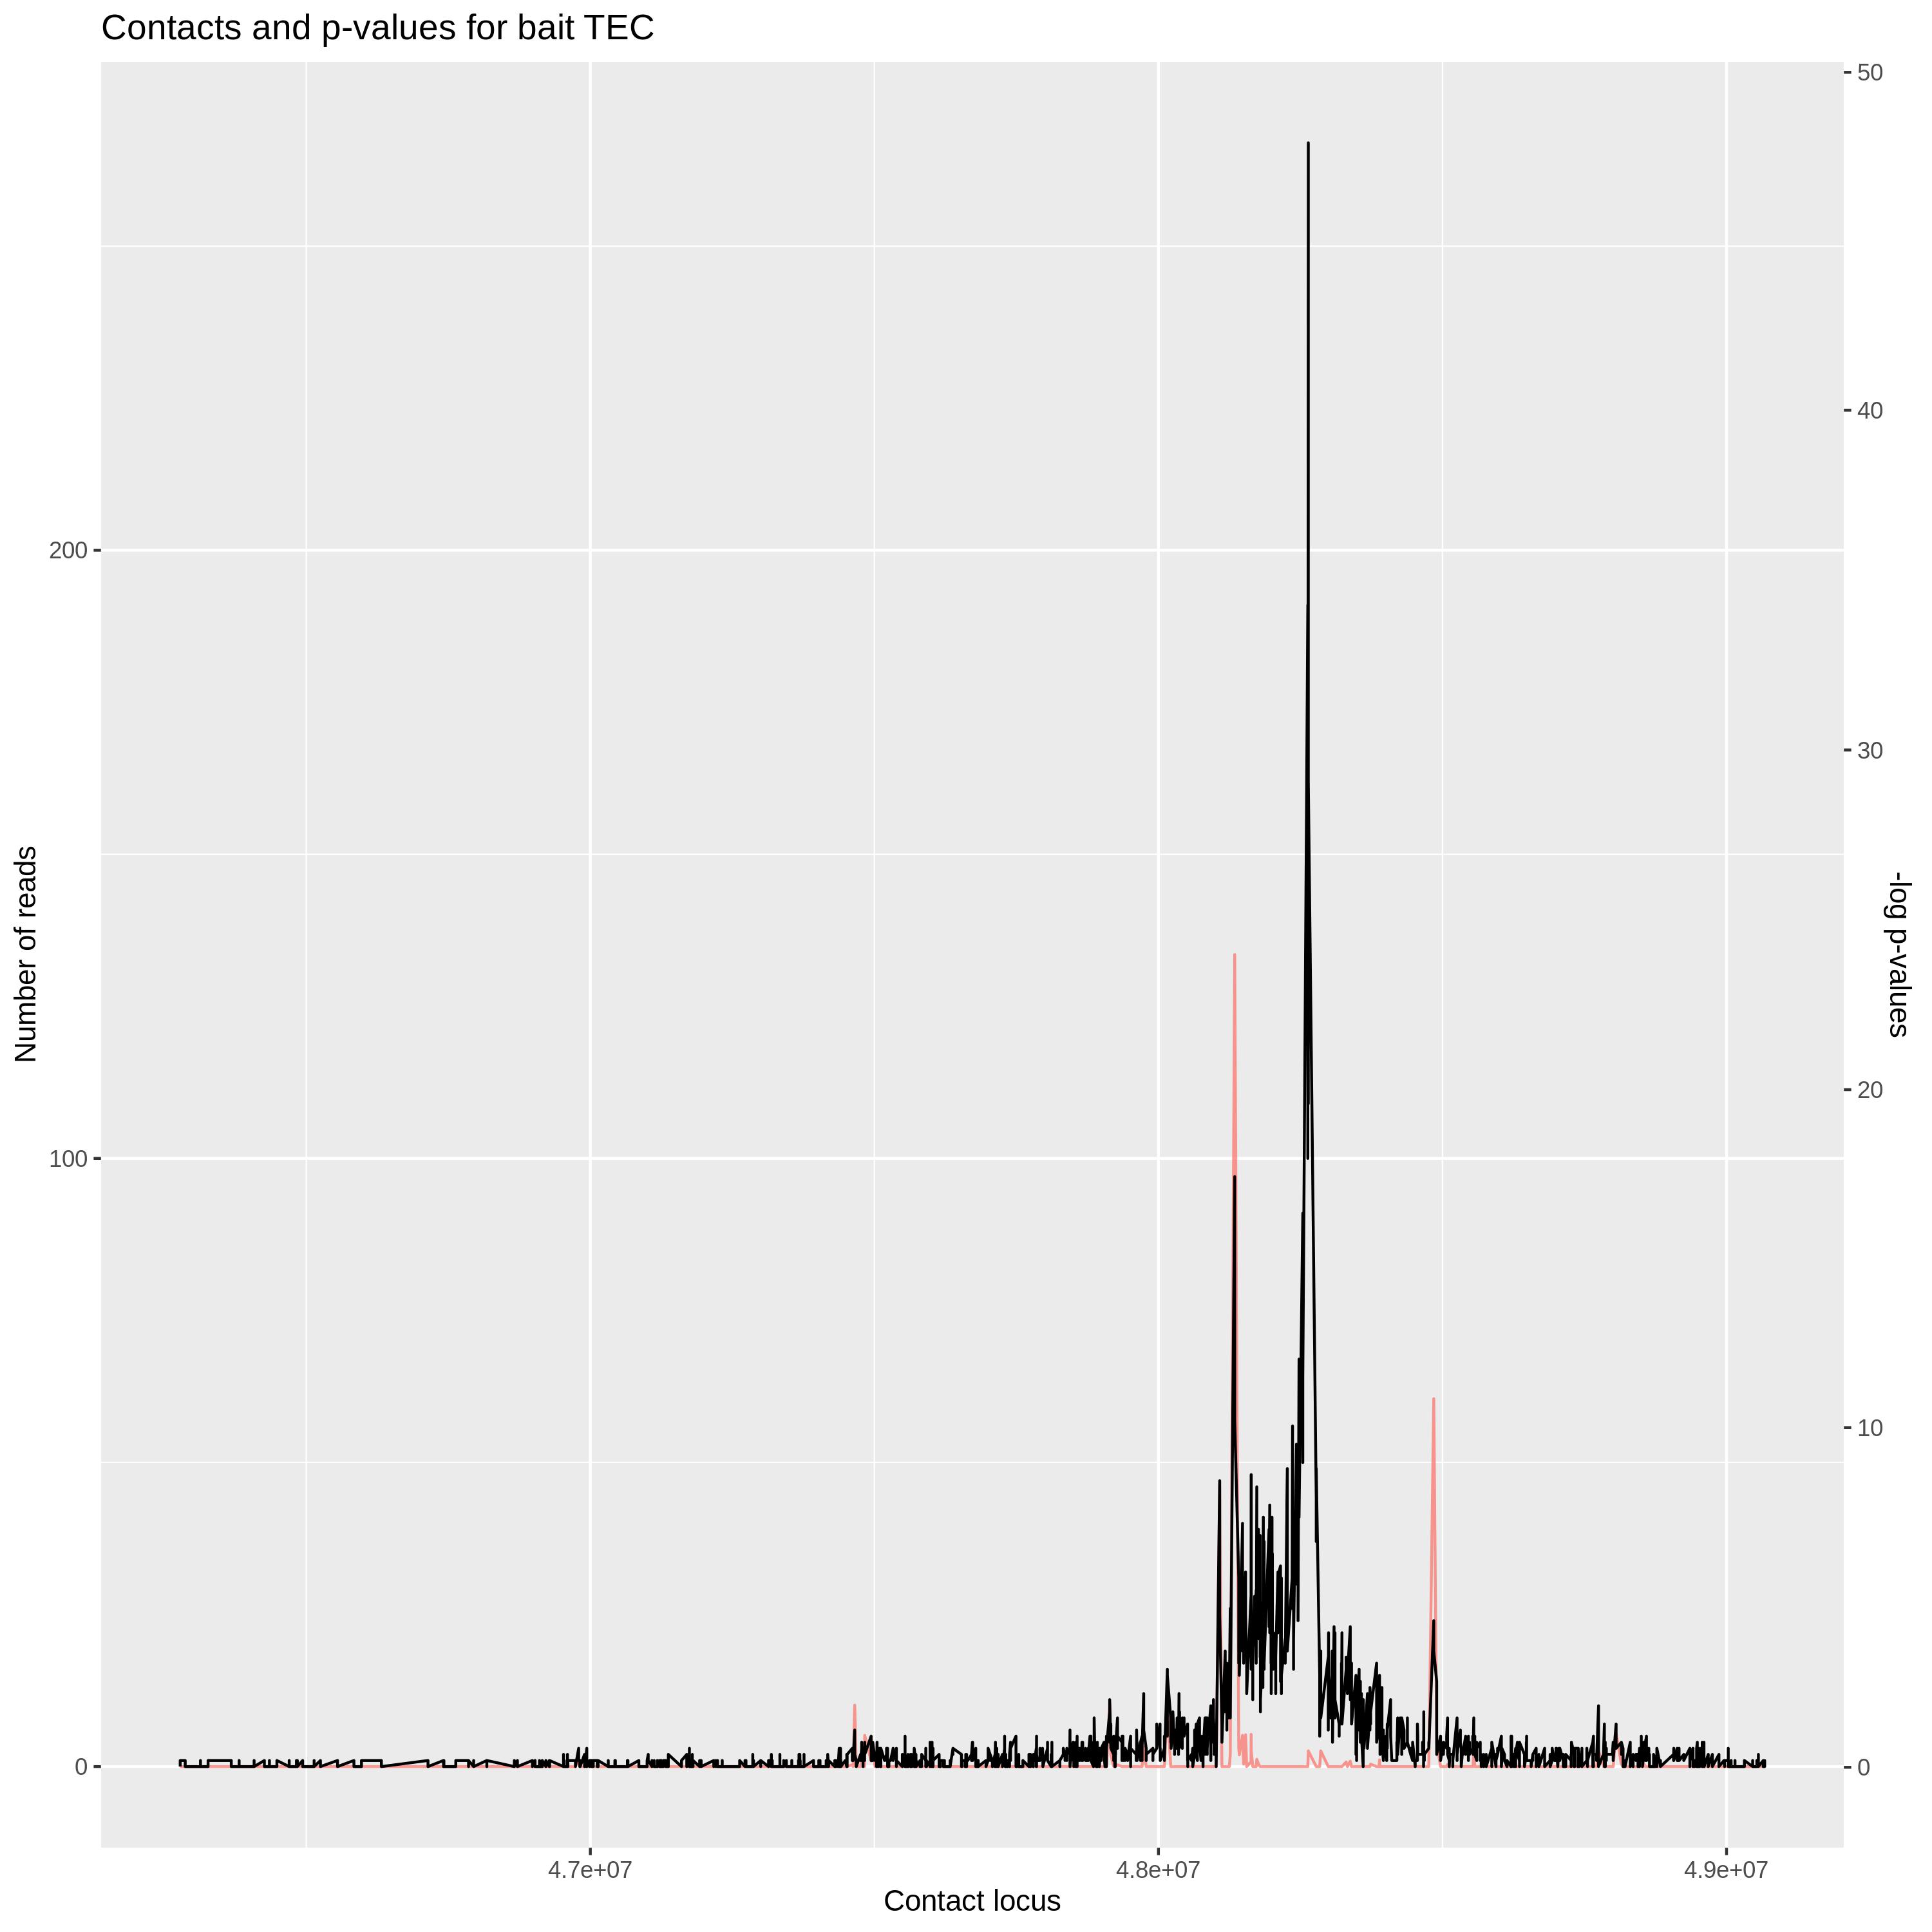 Contacts and p-values for bait TEC
Number of reads
200
100
0
50
40
30
20
10
0
-log p-values
4.7e+07
4.8e+07
4.9e+07
Contact locus